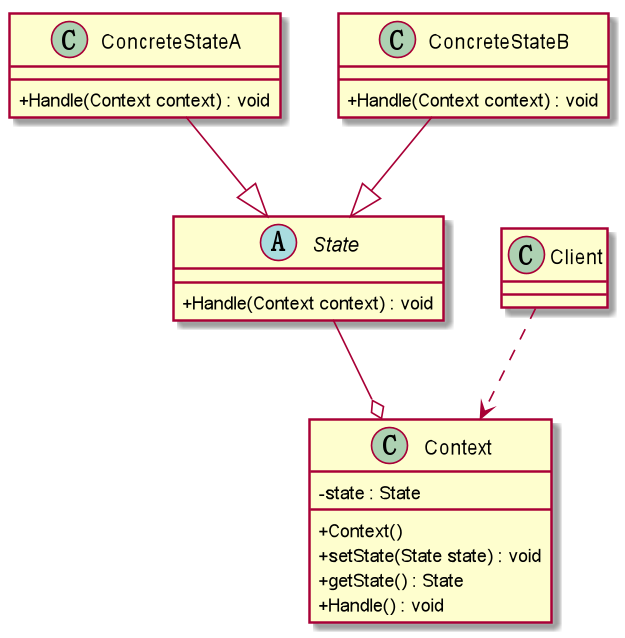 C ConcreteStateA
+Handle(Context context) : void
C ConcreteStateB
+Handle(Context context) : void
A State
+Handle(Context context) : void
C Client
C Context
-state : State
+Context()
+setState(State state) : void
+getState() : State
+Handle() : void